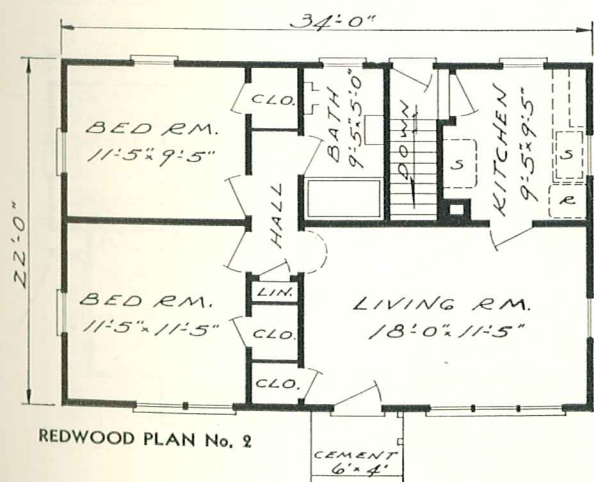 34'-0"
22'-0"
BED RM.
11'-5"x9'-5"
CLO.
BATH
9'-5"x5'-0"
DOWN
S
KITCHEN
9'-5"x9'-5"
S
R
HALL
BED RM.
11'-5"x11'-5"
LIN.
CLO.
CLO.
LIVING RM.
18'-0"x11'-5"
REDWOOD PLAN No. 2
CEMENT
6'x4'